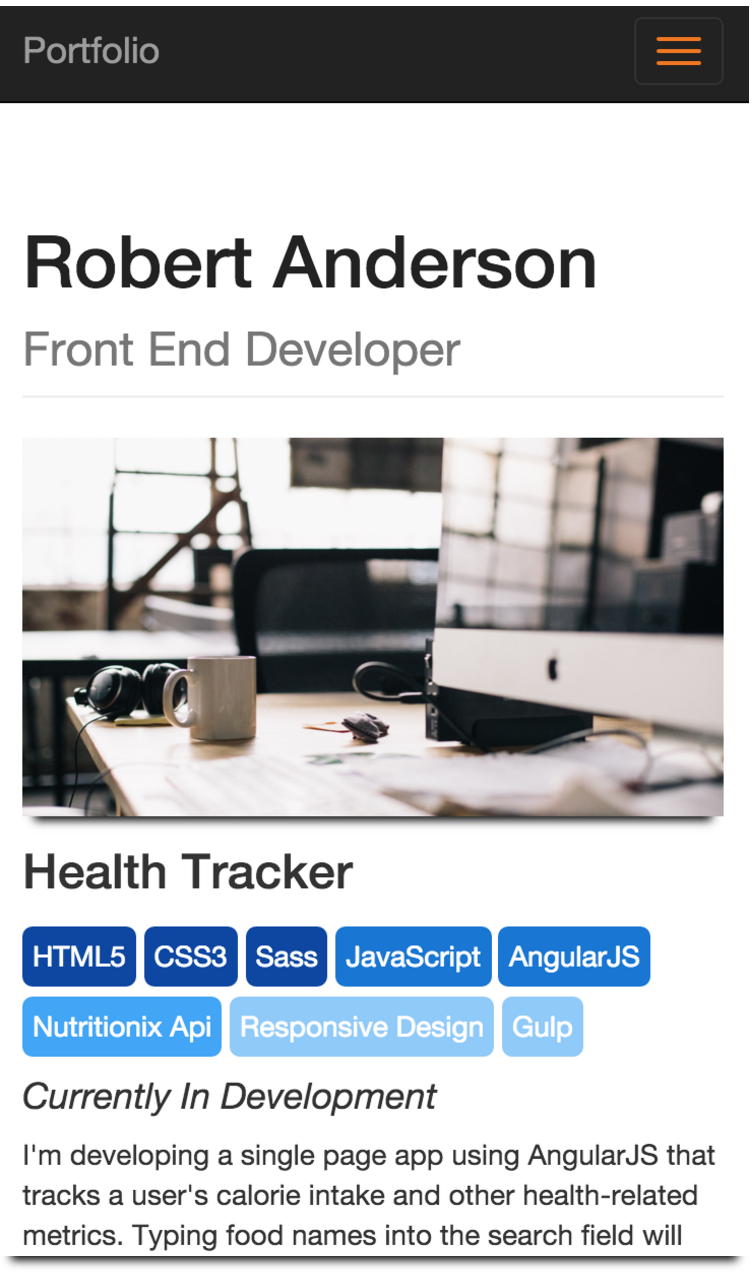 Portfolio
Robert Anderson
Front End Developer
Health Tracker
HTML5 CSS3 Sass JavaScript AngularJS
Nutritionix Api Responsive Design Gulp
Currently In Development
I'm developing a single page app using AngularJS that
tracks a user's calorie intake and other health-related
metrics. Typing food names into the search field will